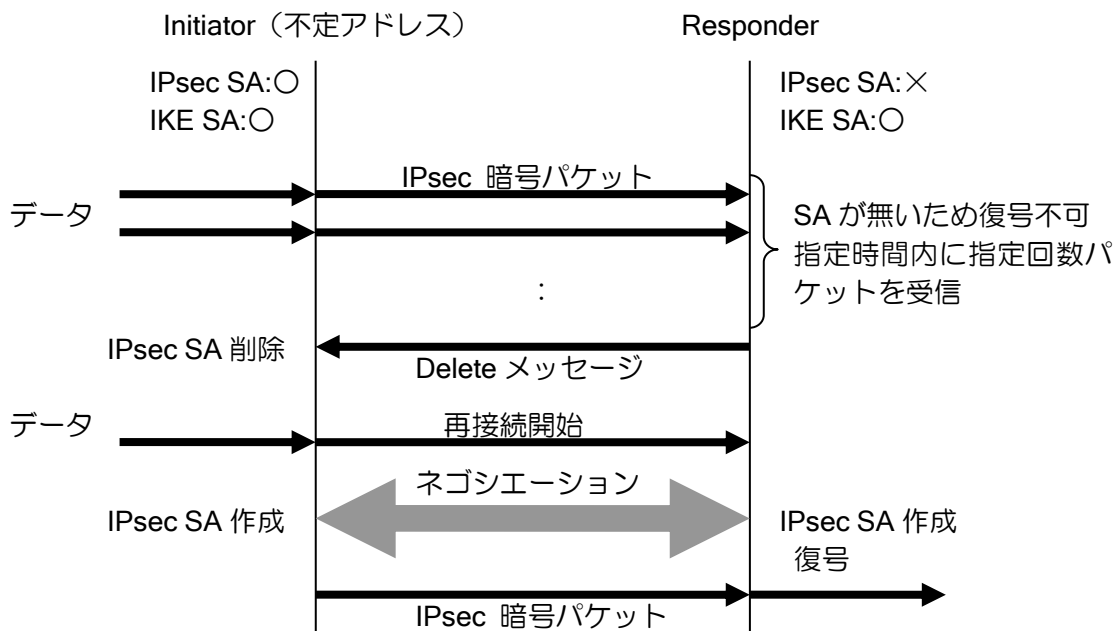 Initiator（不定アドレス）
Responder
IPsec SA:○
IKE SA:○
IPsec SA:×
IKE SA:○
IPsec 暗号パケット
データ
SA が無いため復号不可
指定時間内に指定回数パ
ケットを受信
:
IPsec SA 削除
Delete メッセージ
データ
再接続開始
ネゴシエーション
IPsec SA 作成
IPsec SA 作成
復号
IPsec 暗号パケット